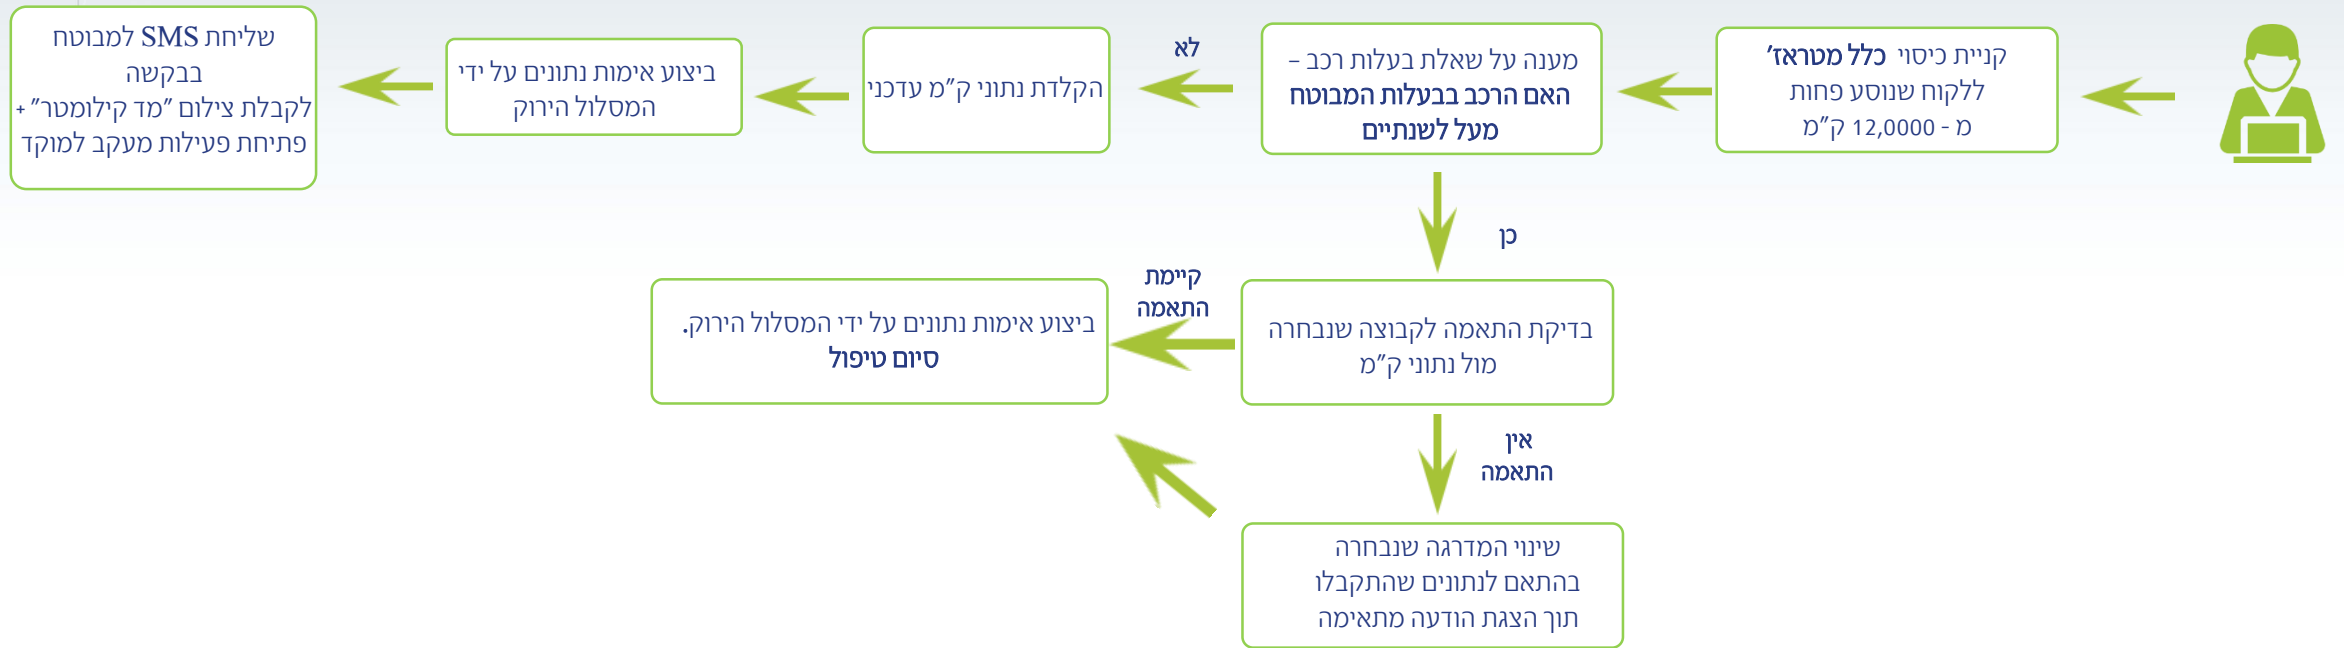 קניית כיסוי כלל מטראז'
ללקוח שנוסע פחות
מ - 12,0000 ק"מ
מענה על שאלת בעלות רכב –
האם הרכב בבעלות המבוטח
מעל לשנתיים
לא
הקלדת נתוני ק"מ עדכני
ביצוע אימות נתונים על ידי
המסלול הירוק
שליחת SMS למבוטח
בבקשה
לקבלת צילום "מד קילומטר" +
פתיחת פעילות מעקב למוקד
כן
בדיקת התאמה לקבוצה שנבחרה
מול נתוני ק"מ
קיימת
התאמה
ביצוע אימות נתונים על ידי המסלול הירוק.
סיום טיפול
אין
התאמה
שינוי המדרגה שנבחרה
בהתאם לנתונים שהתקבלו
תוך הצגת הודעה מתאימה